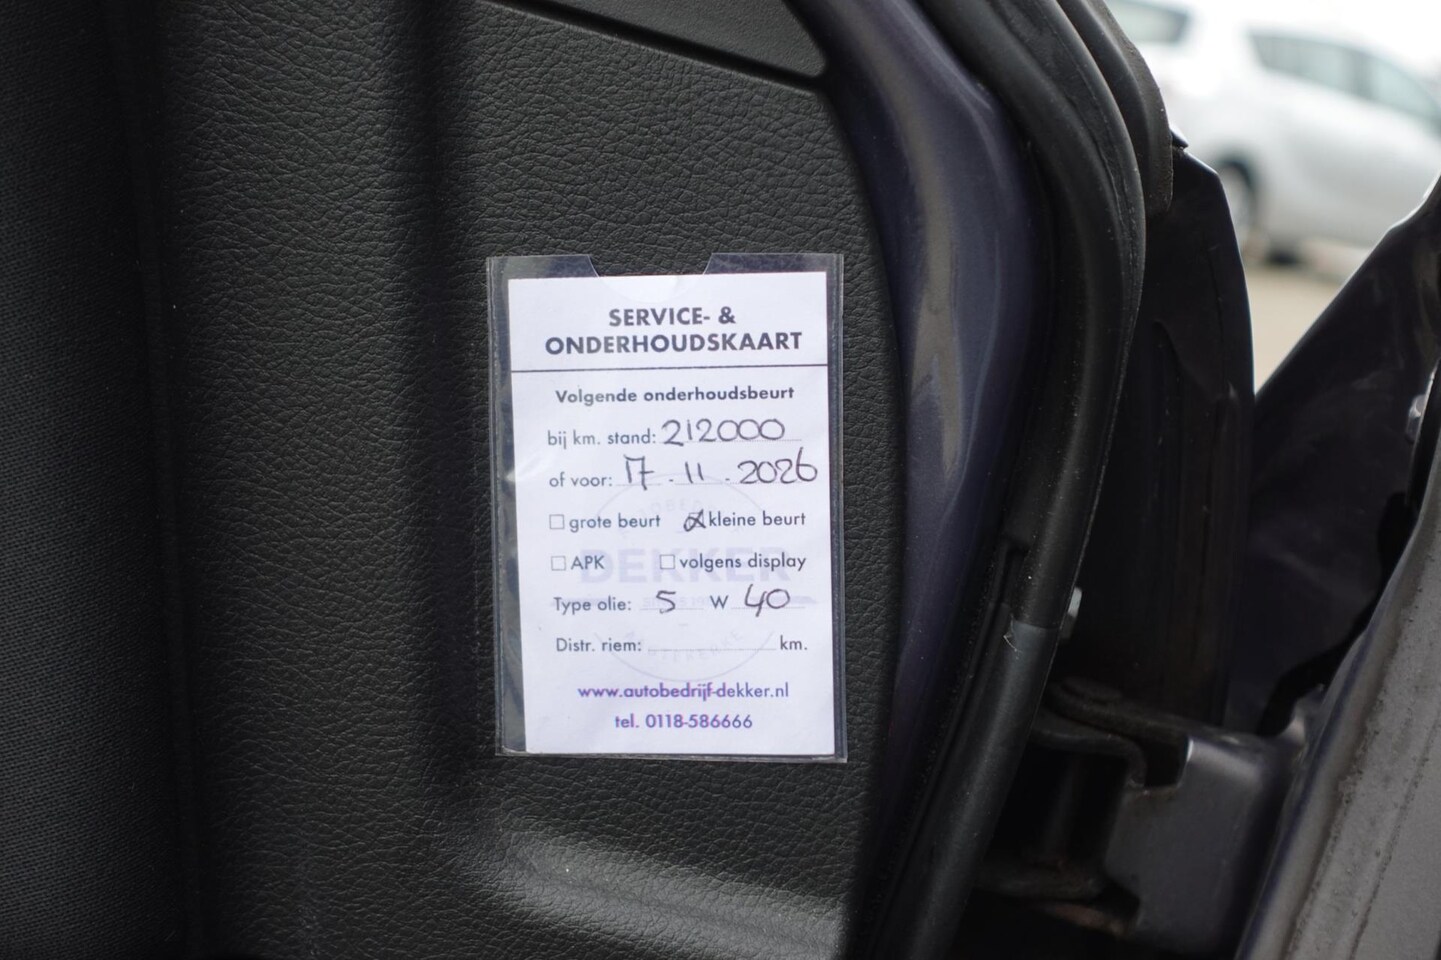 SERVICE- &
ONDERHOUDSKAART
Volgende onderhoudsbeurt
bij km. stand: 212000
of voor: 17 . 11 . 2026
☐ grote beurt ☒ kleine beurt
☐ APK ☐ volgens display
DEKKER
Type olie: 5 W 40
Distr. riem: km.
www.autobedrijf-dekker.nl
tel. 0118-586666